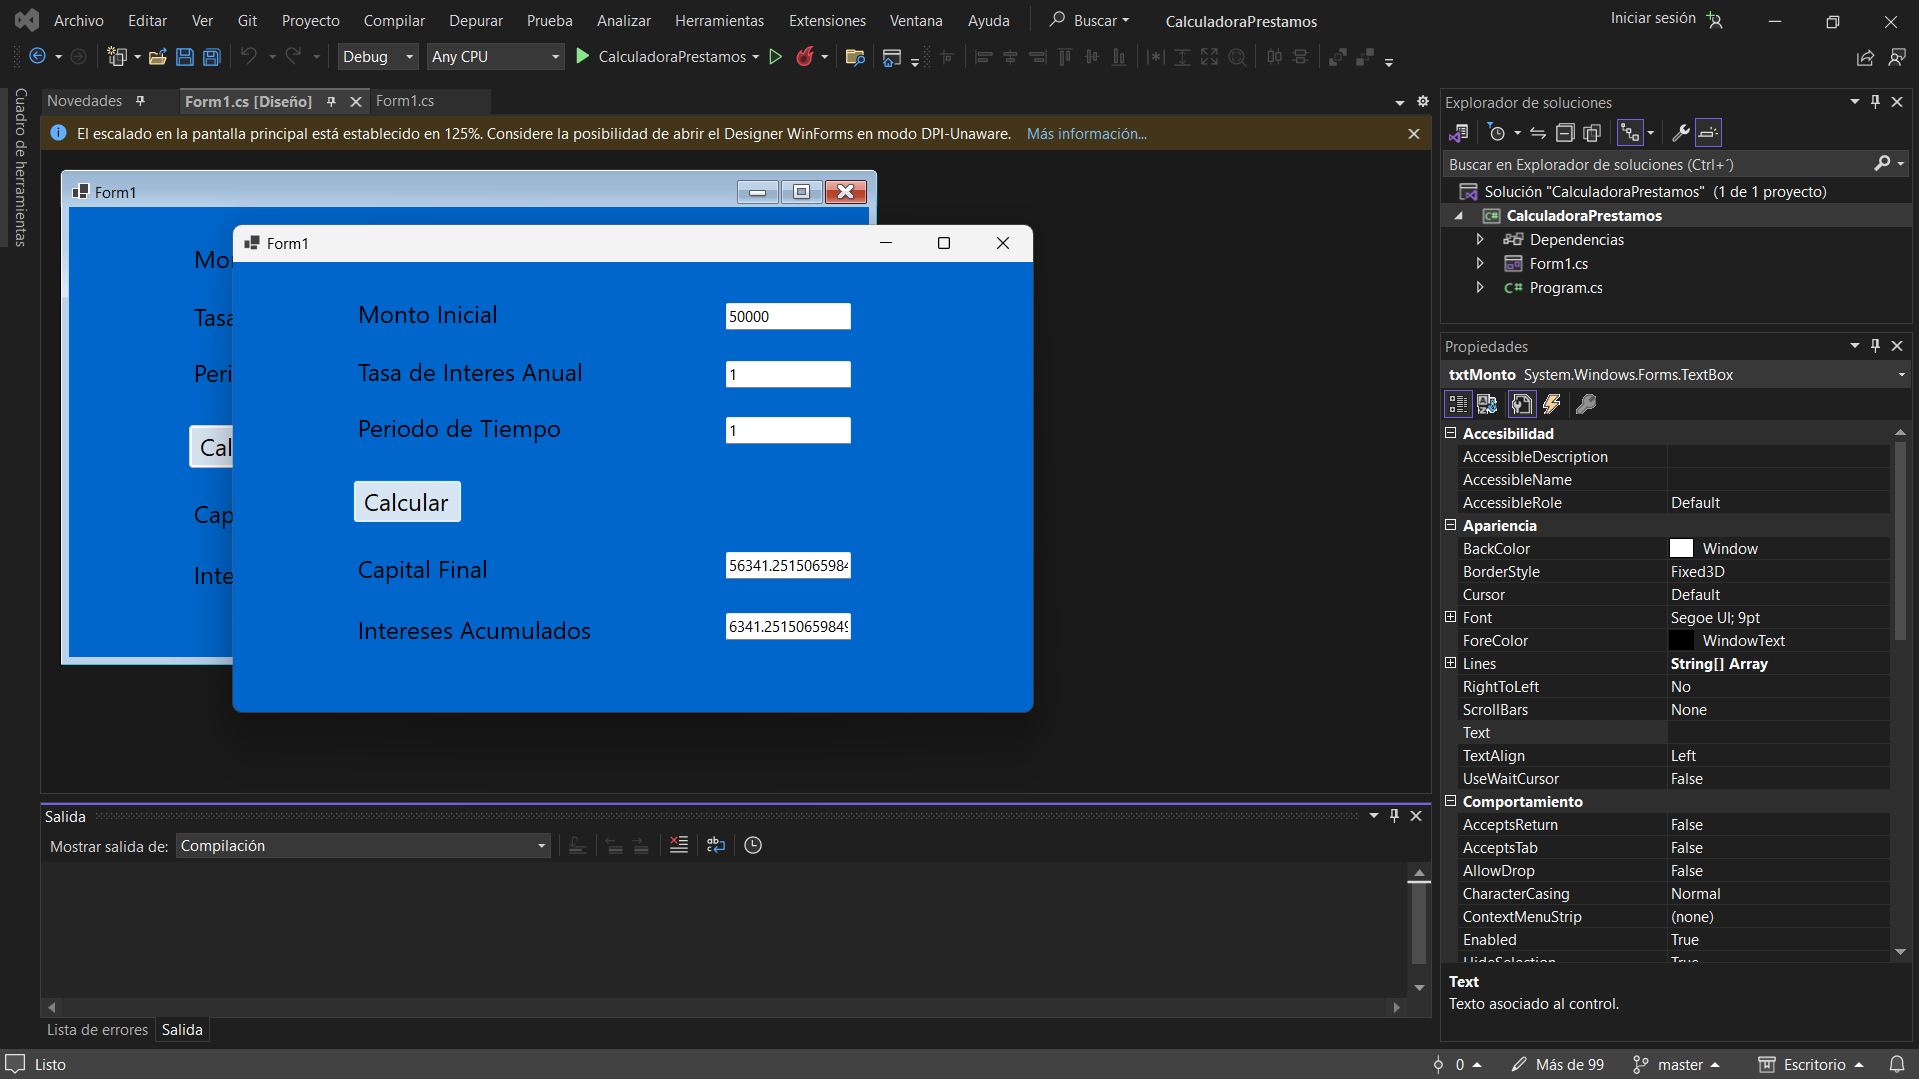 Archivo Editar Ver Git Proyecto Compilar Depurar Prueba Analizar Herramientas Extensiones Ventana Ayuda Buscar CalculadoraPrestamos Iniciar sesión
Debug Any CPU CalculadoraPrestamos
Cuadro de herramientas
Novedades Form1.cs [Diseño] Form1.cs
El escalado en la pantalla principal está establecido en 125%. Considere la posibilidad de abrir el Designer WinForms en modo DPI-Unaware. Más información...
Form1
Mo
Tasa
Peri
Cal
Cap
Inte
Form1
Monto Inicial 50000
Tasa de Interes Anual 1
Periodo de Tiempo 1
Calcular
Capital Final 56341.251506598
Intereses Acumulados 6341.2515065984
Salida
Mostrar salida de: Compilación
Lista de errores Salida
Listo
Explorador de soluciones
Buscar en Explorador de soluciones (Ctrl+´)
Solución "CalculadoraPrestamos" (1 de 1 proyecto)
CalculadoraPrestamos
Dependencias
Form1.cs
C# Program.cs
Propiedades
txtMonto System.Windows.Forms.TextBox
Accesibilidad
AccessibleDescription
AccessibleName
AccessibleRole Default
Apariencia
BackColor Window
BorderStyle Fixed3D
Cursor Default
Font Segoe UI; 9pt
ForeColor WindowText
Lines String[] Array
RightToLeft No
ScrollBars None
Text
TextAlign Left
UseWaitCursor False
Comportamiento
AcceptsReturn False
AcceptsTab False
AllowDrop False
CharacterCasing Normal
ContextMenuStrip (none)
Enabled True
HideSelection True
Text
Texto asociado al control.
0 Más de 99 master Escritorio